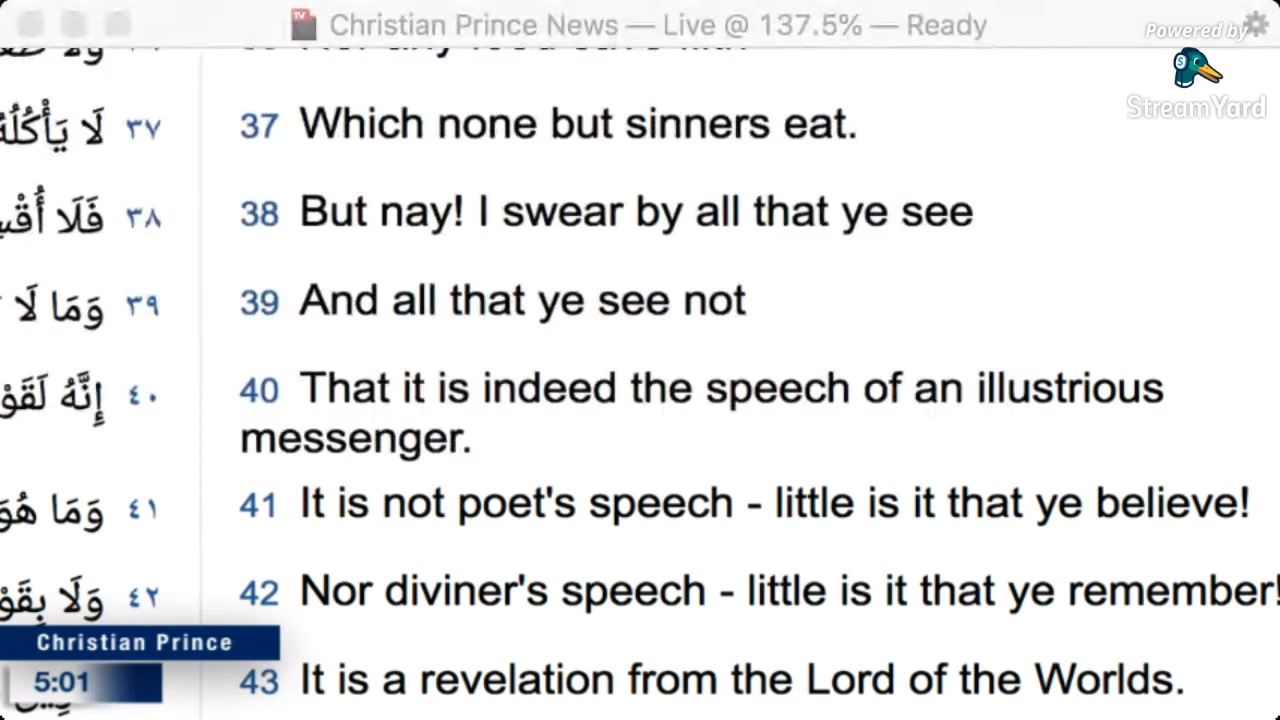 Christian Prince News — Live @ 137.5% — Ready
Powered by
StreamYard
٣٧ لَا
37 Which none but sinners eat.
٣٨ فَلَا
38 But nay! I swear by all that ye see
٣٩ وَمَا لَا
39 And all that ye see not
٤٠ إِنَّهُ
40 That it is indeed the speech of an illustrious
messenger.
٤١ وَمَا
41 It is not poet's speech - little is it that ye believe!
٤٢ وَلَا
42 Nor diviner's speech - little is it that ye remember!
Christian Prince
5:01
43 It is a revelation from the Lord of the Worlds.